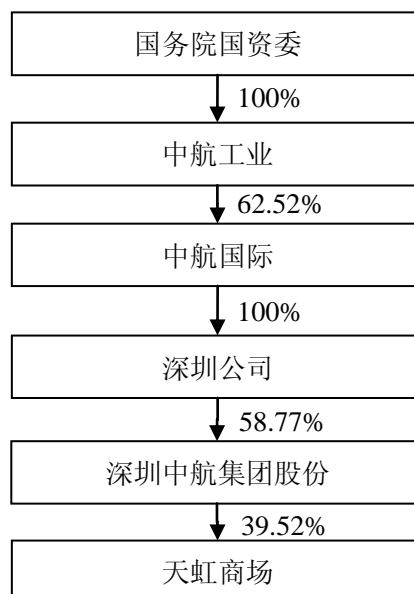 国务院国资委
100%
中航工业
62.52%
中航国际
100%
深圳公司
58.77%
深圳中航集团股份
39.52%
天虹商场